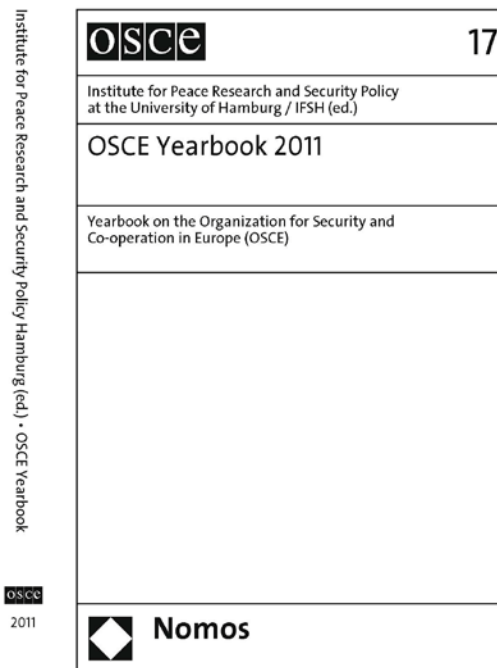 Institute for Peace Research and Security Policy Hamburg (ed.) • OSCE Yearbook
osce
2011
osce
17
Institute for Peace Research and Security Policy
at the University of Hamburg / IFSH (ed.)
OSCE Yearbook 2011
Yearbook on the Organization for Security and
Co-operation in Europe (OSCE)
Nomos